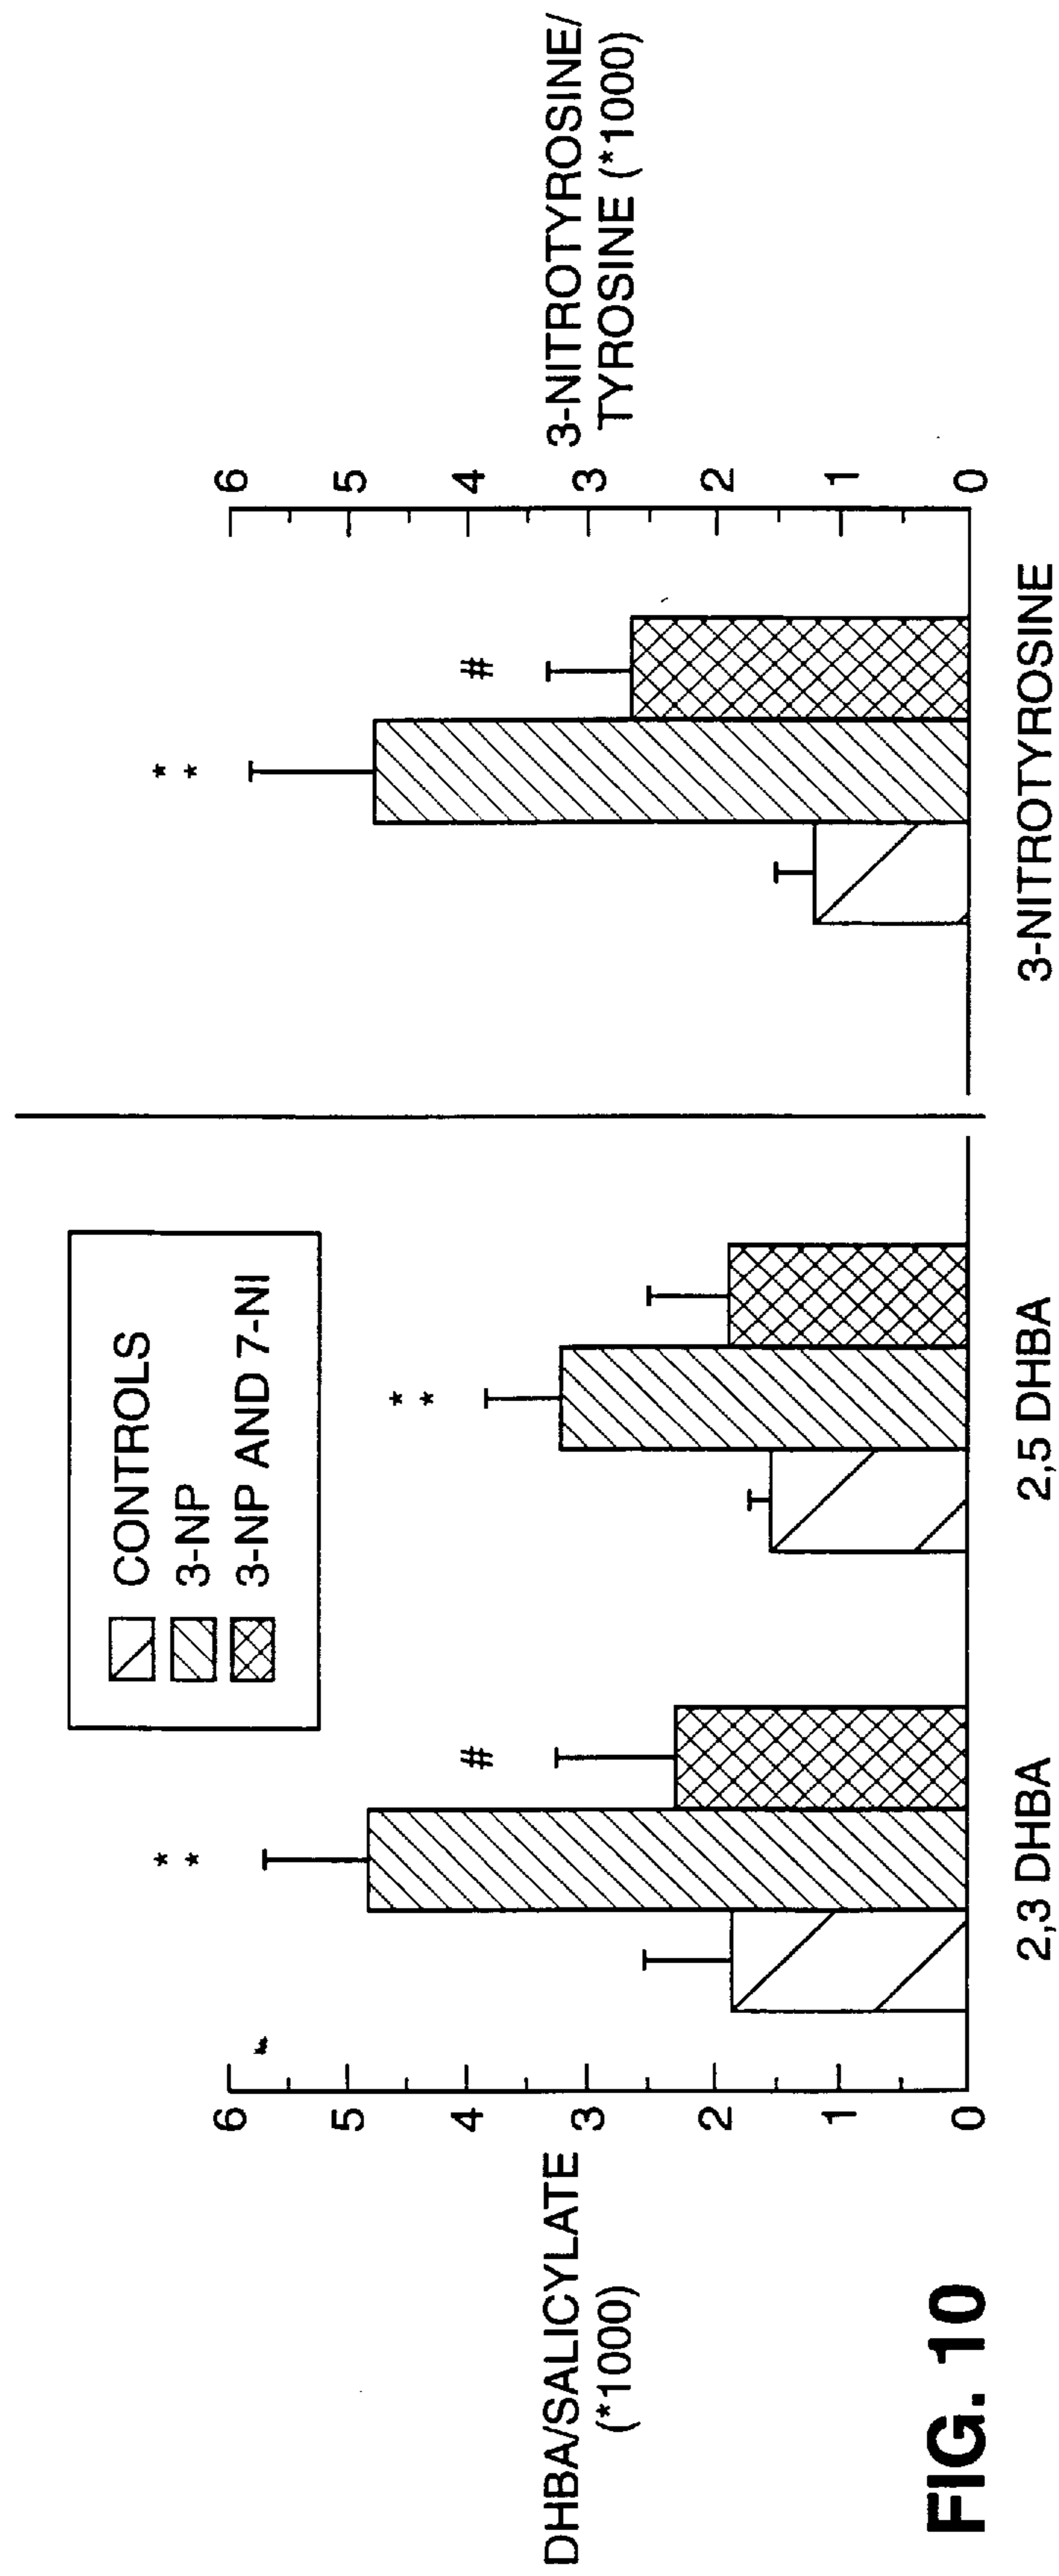 CONTROLS
3-NP
3-NP AND 7-NI
DHBA/SALICYLATE
(*1000)
6
5
4
3
2
1
0
* *
#
* *
2,3 DHBA
2,5 DHBA
* *
#
3-NITROTYROSINE
6
5
4
3
2
1
0
3-NITROTYROSINE/
TYROSINE (*1000)
FIG. 10